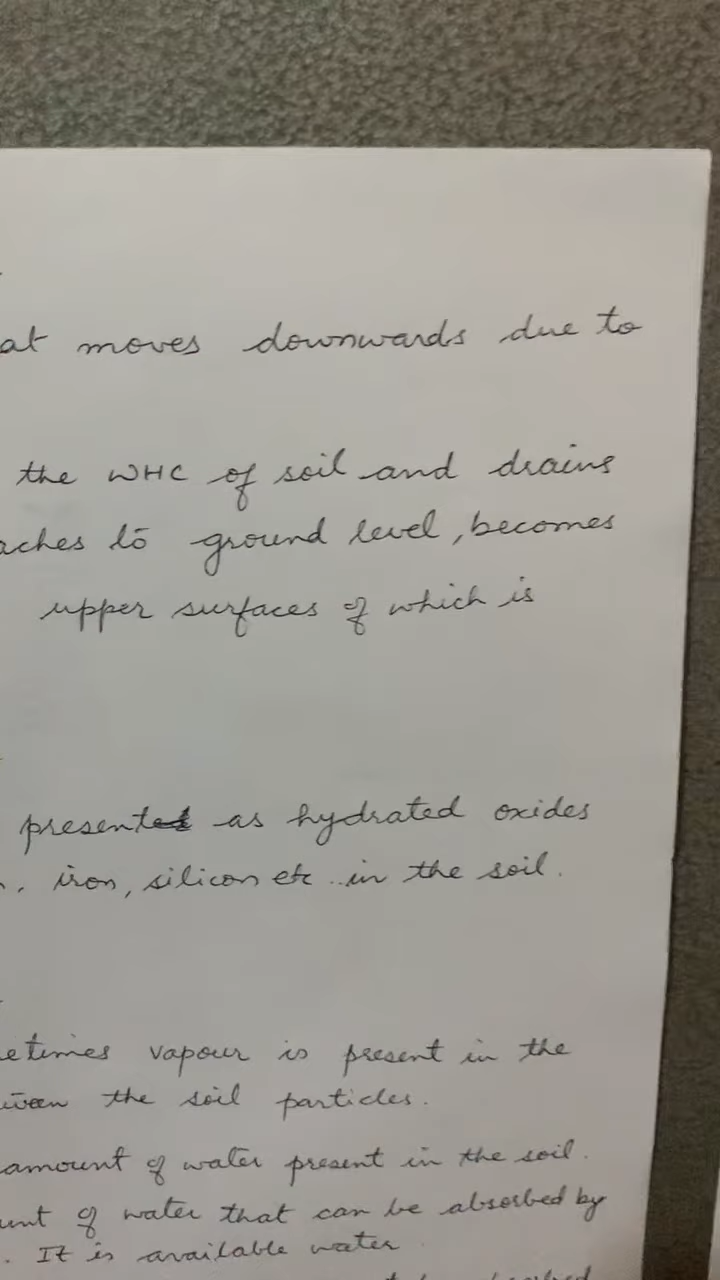 at moves downwards due to
the WHC of soil and drains
aches to ground level, becomes
upper surfaces of which is
present as hydrated oxides
iron, silicon etc.. in the soil.
etimes vapour is present in the
ween the soil particles.
amount of water present in the soil.
unt of water that can be absorbed by
. It is available water